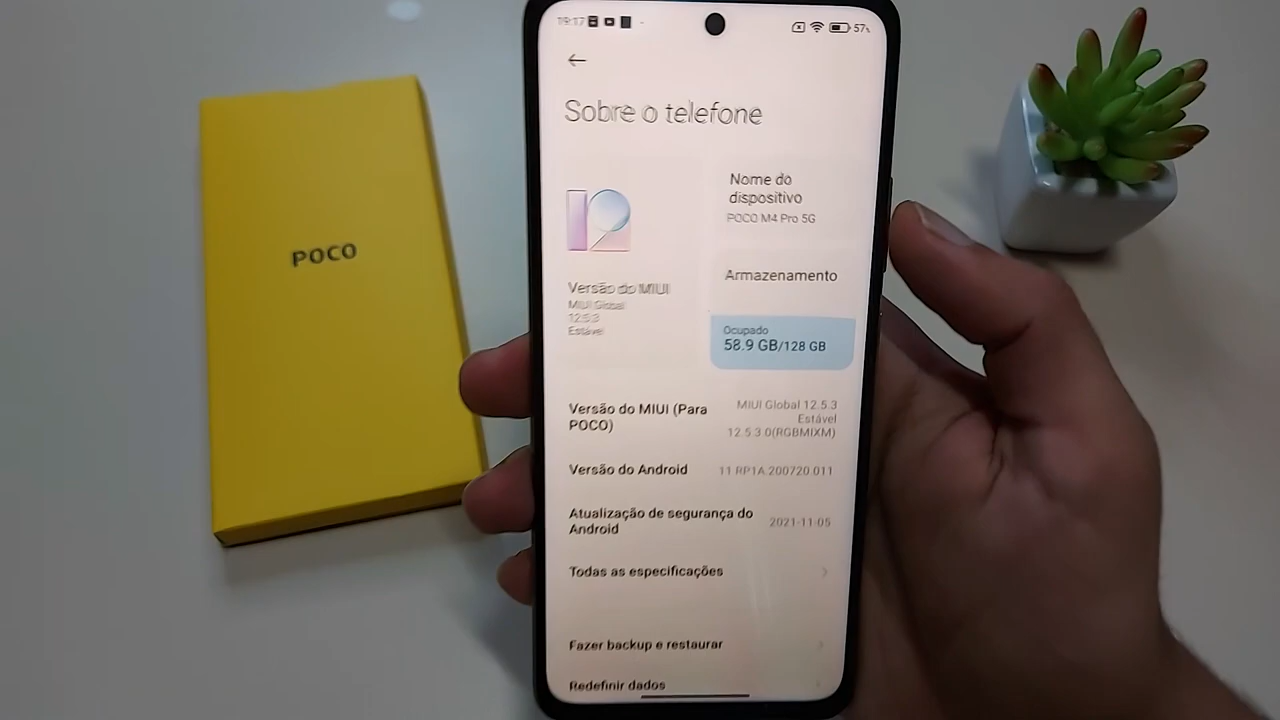 POCO
19:17
57%
Sobre o telefone
Nome do
dispositivo
POCO M4 Pro 5G
Versão do MIUI
MIUI Global
12.5.3
Estável
Armazenamento
Ocupado
58.9 GB/128 GB
Versão do MIUI (Para
POCO)
MIUI Global 12.5.3
Estável
12.5.3.0(RGBMIXM)
Versão do Android
11 RP1A.200720.011
Atualização de segurança do
Android
2021-11-05
Todas as especificações
Fazer backup e restaurar
Redefinir dados